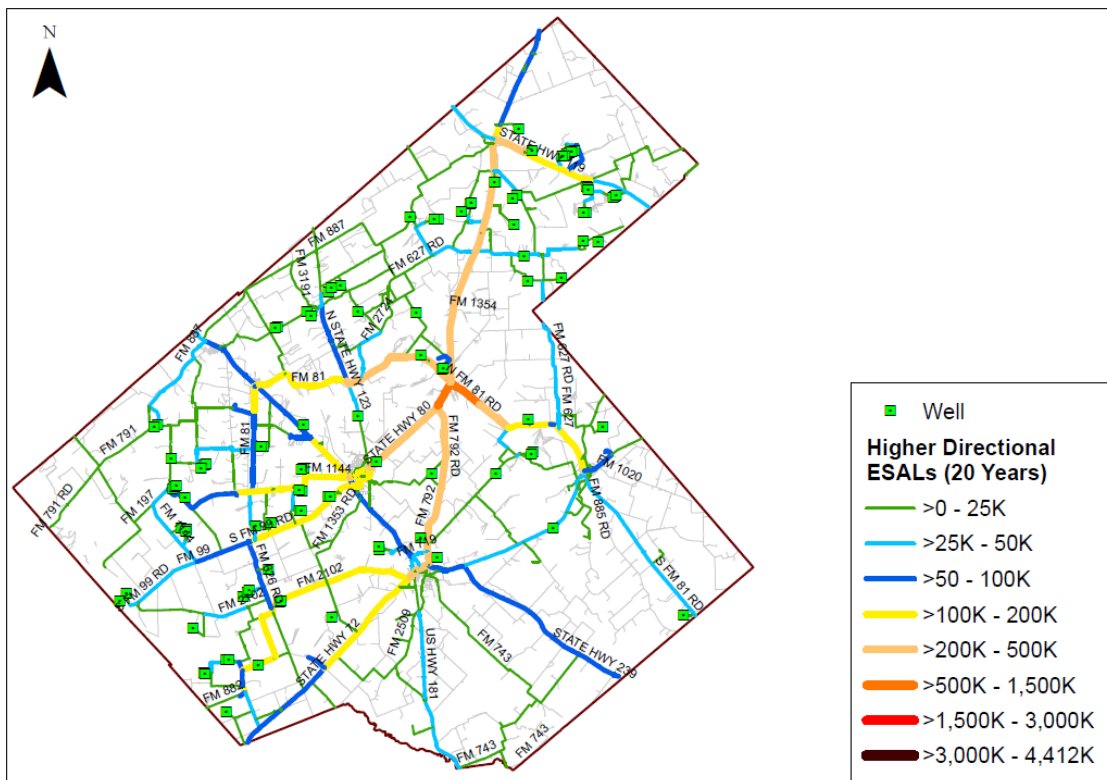 N
STATE HWY
FM 887
FM 3191
FM 627 RD
FM 2724
FM 1354
N STATE HWY
123
FM 887
FM 81
N FM 81 RD
FM 627 RD
FM 627
STATE HWY 80
FM 792 RD
FM 791
FM 81
FM 1144
FM 1020
FM 791 RD
FM 197
FM 792
FM 885 RD
FM 1353 RD
S FM 99 RD
FM 99
FM 99 RD
FM 2102
S FM 81 RD
STATE HWY 72
FM 2509
US HWY 181
FM 743
STATE HWY 239
FM 882
FM 743
FM 743
Well
Higher Directional
ESALs (20 Years)
>0 - 25K
>25K - 50K
>50 - 100K
>100K - 200K
>200K - 500K
>500K - 1,500K
>1,500K - 3,000K
>3,000K - 4,412K